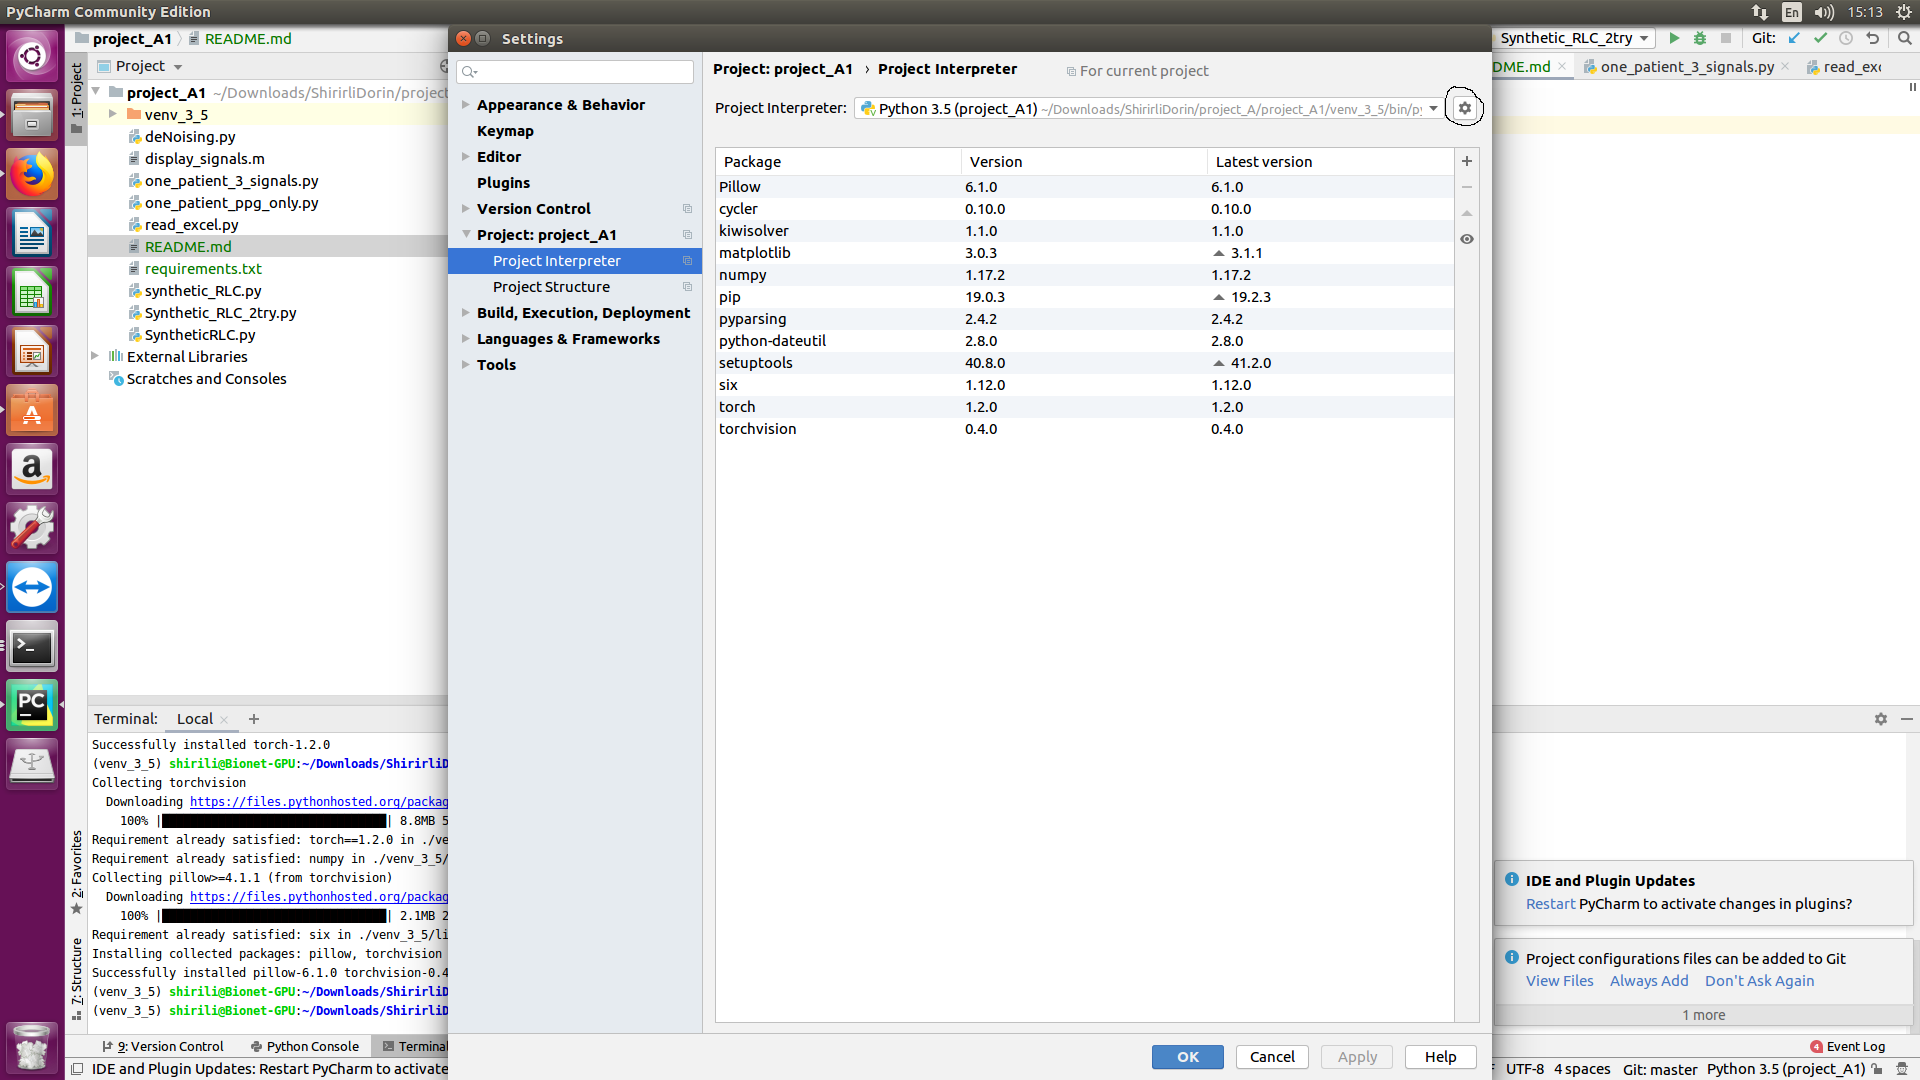 PyCharm Community Edition
En
15:13
project_A1
README.md
Project
1: Project
project_A1 ~/Downloads/ShirirliDorin/project
venv_3_5
deNoising.py
display_signals.m
one_patient_3_signals.py
one_patient_ppg_only.py
read_excel.py
README.md
requirements.txt
synthetic_RLC.py
Synthetic_RLC_2try.py
SyntheticRLC.py
External Libraries
Scratches and Consoles
Settings
Appearance & Behavior
Keymap
Editor
Plugins
Version Control
Project: project_A1
Project Interpreter
Project Structure
Build, Execution, Deployment
Languages & Frameworks
Tools
Project: project_A1 › Project Interpreter
For current project
Project Interpreter: Python 3.5 (project_A1) ~/Downloads/ShirirliDorin/project_A/project_A1/venv_3_5/bin/py
Package Version Latest version
Pillow 6.1.0 6.1.0
cycler 0.10.0 0.10.0
kiwisolver 1.1.0 1.1.0
matplotlib 3.0.3 3.1.1
numpy 1.17.2 1.17.2
pip 19.0.3 19.2.3
pyparsing 2.4.2 2.4.2
python-dateutil 2.8.0 2.8.0
setuptools 40.8.0 41.2.0
six 1.12.0 1.12.0
torch 1.2.0 1.2.0
torchvision 0.4.0 0.4.0
OK Cancel Apply Help
Synthetic_RLC_2try
Git:
DME.md
one_patient_3_signals.py
read_exc
Terminal: Local +
Successfully installed torch-1.2.0
(venv_3_5) shirili@Bionet-GPU:~/Downloads/ShirirliD
Collecting torchvision
Downloading https://files.pythonhosted.org/packag
100% 8.8MB 5
Requirement already satisfied: torch==1.2.0 in ./ve
Requirement already satisfied: numpy in ./venv_3_5/
Collecting pillow>=4.1.1 (from torchvision)
Downloading https://files.pythonhosted.org/packag
100% 2.1MB 2
Requirement already satisfied: six in ./venv_3_5/li
Installing collected packages: pillow, torchvision
Successfully installed pillow-6.1.0 torchvision-0.4
(venv_3_5) shirili@Bionet-GPU:~/Downloads/ShirirliD
(venv_3_5) shirili@Bionet-GPU:~/Downloads/ShirirliD
2: Favorites
7: Structure
PC
IDE and Plugin Updates
Restart PyCharm to activate changes in plugins?
Project configurations files can be added to Git
View Files Always Add Don't Ask Again
1 more
9: Version Control
Python Console
Terminal
4 Event Log
IDE and Plugin Updates: Restart PyCharm to activate
UTF-8 4 spaces Git: master Python 3.5 (project_A1)